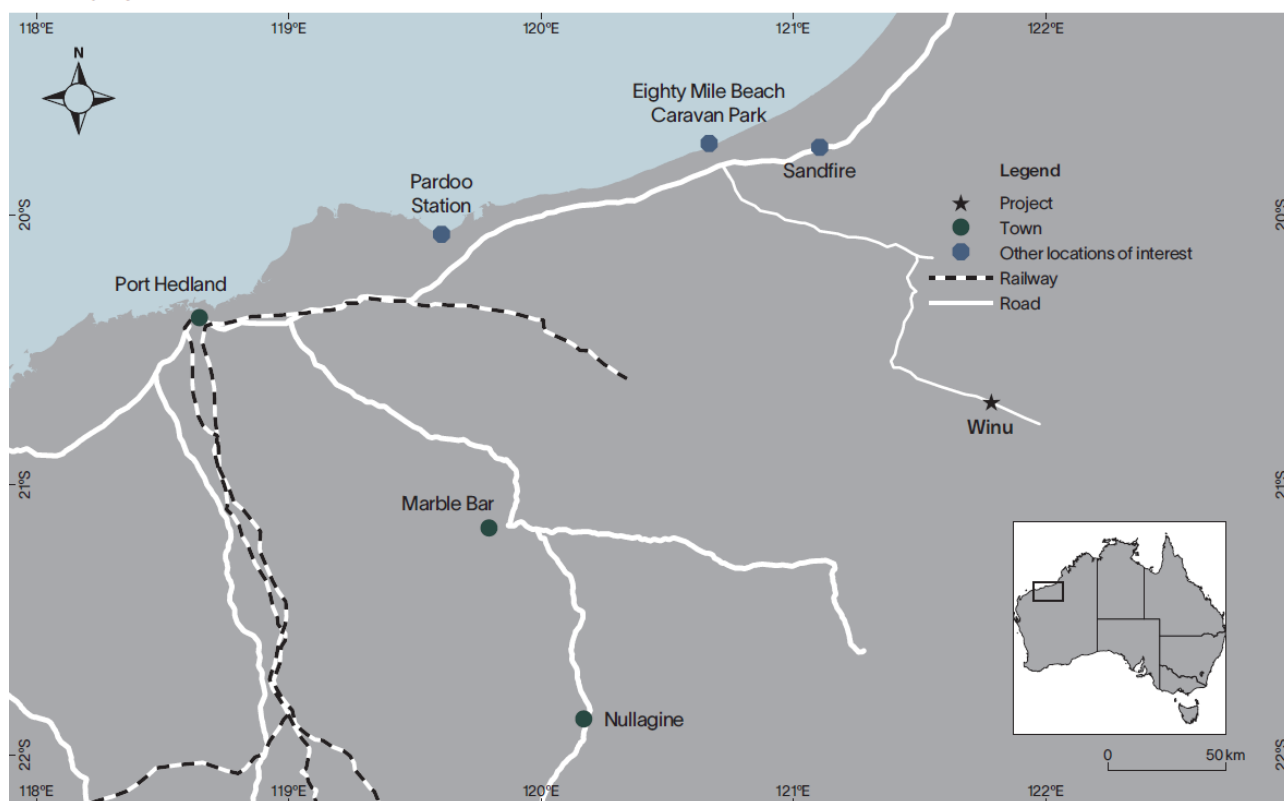 118°E
119°E
120°E
121°E
122°E
N
Eighty Mile Beach
Caravan Park
Sandfire
Pardoo
Station
Legend
Project
Town
Other locations of interest
Railway
Road
20°S
20°S
Port Hedland
Winu
21°S
21°S
Marble Bar
Nullagine
22°S
22°S
0
50 km
118°E
119°E
120°E
121°E
122°E